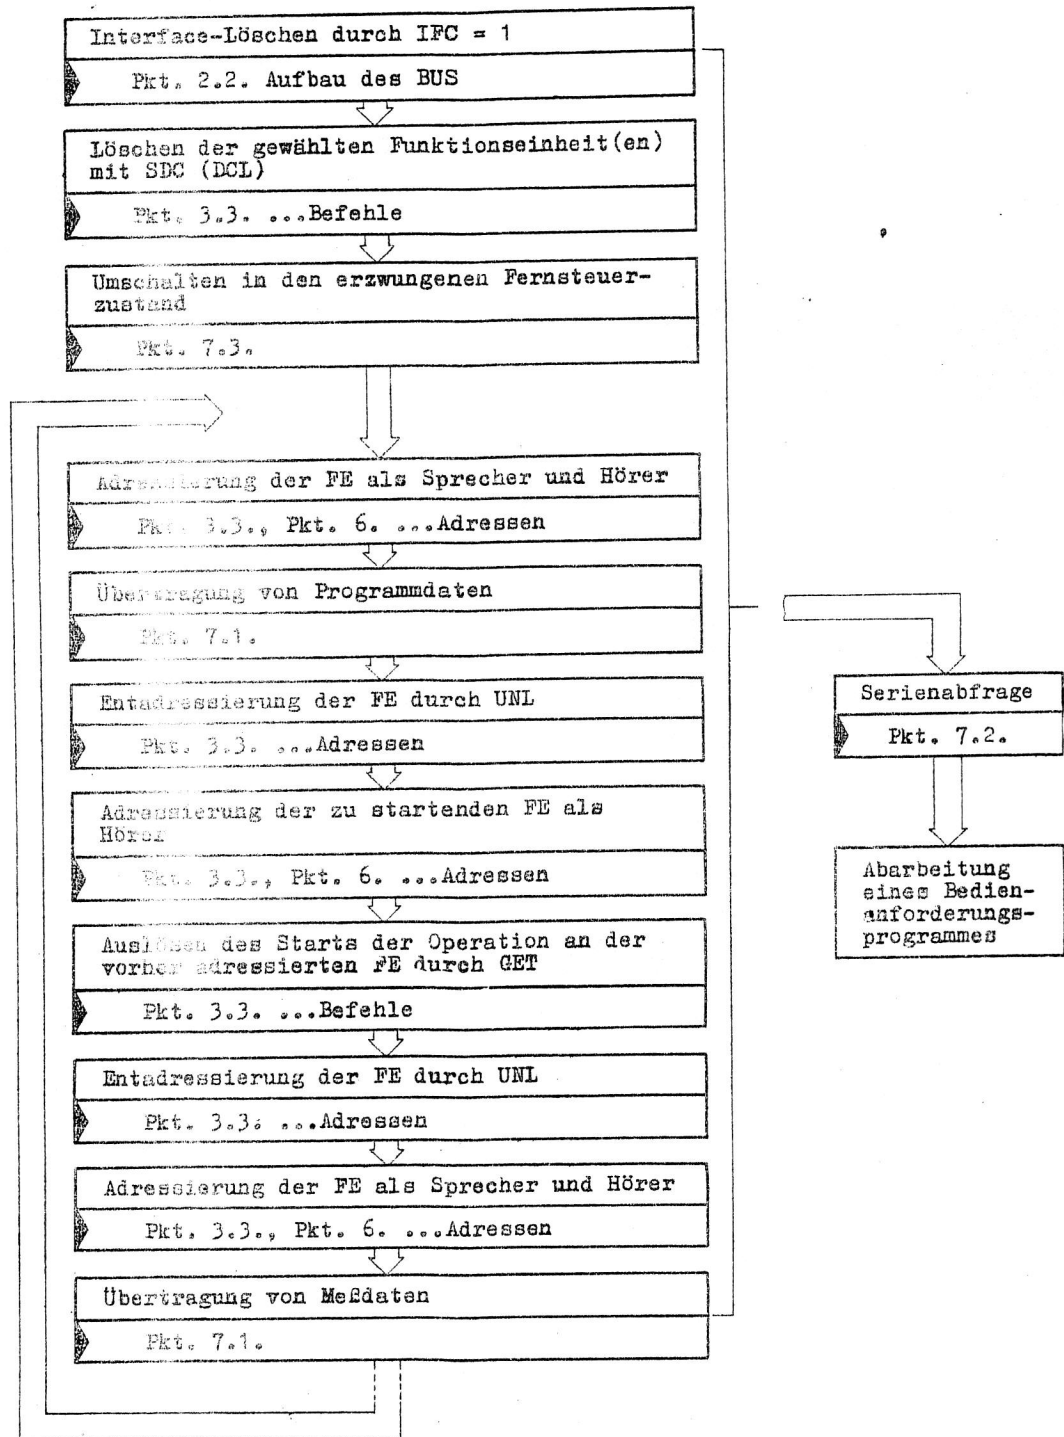 Interface-Löschen durch IFC = 1
Pkt. 2.2. Aufbau des BUS
Löschen der gewählten Funktionseinheit(en)
mit SDC (DCL)
Pkt. 3.3. ...Befehle
Umschalten in den erzwungenen Fernsteuer-
zustand
Pkt. 7.3.
Adressierung der FE als Sprecher und Hörer
Pkt. 3.3., Pkt. 6. ...Adressen
Übertragung von Programmdaten
Pkt. 7.1.
Entadressierung der FE durch UNL
Pkt. 3.3. ...Adressen
Adressierung der zu startenden FE als
Hörer
Pkt. 3.3., Pkt. 6. ...Adressen
Auslösen des Starts der Operation an der
vorher adressierten FE durch GET
Pkt. 3.3. ...Befehle
Entadressierung der FE durch UNL
Pkt. 3.3. ...Adressen
Adressierung der FE als Sprecher und Hörer
Pkt. 3.3., Pkt. 6. ...Adressen
Übertragung von Meßdaten
Pkt. 7.1.
Serienabfrage
Pkt. 7.2.
Abarbeitung
eines Bedien-
anforderungs-
programmes